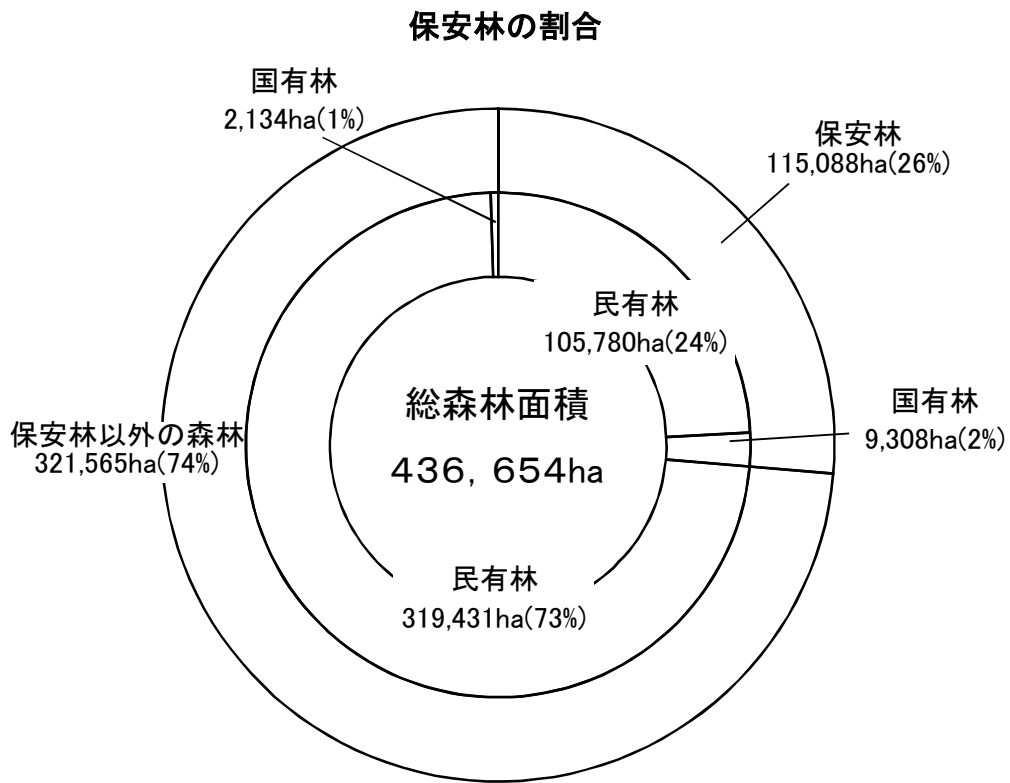 保安林の割合
国有林
2,134ha(1%)
保安林
115,088ha(26%)
民有林
105,780ha(24%)
国有林
9,308ha(2%)
総森林面積
436，654ha
保安林以外の森林
321,565ha(74%)
民有林
319,431ha(73%)